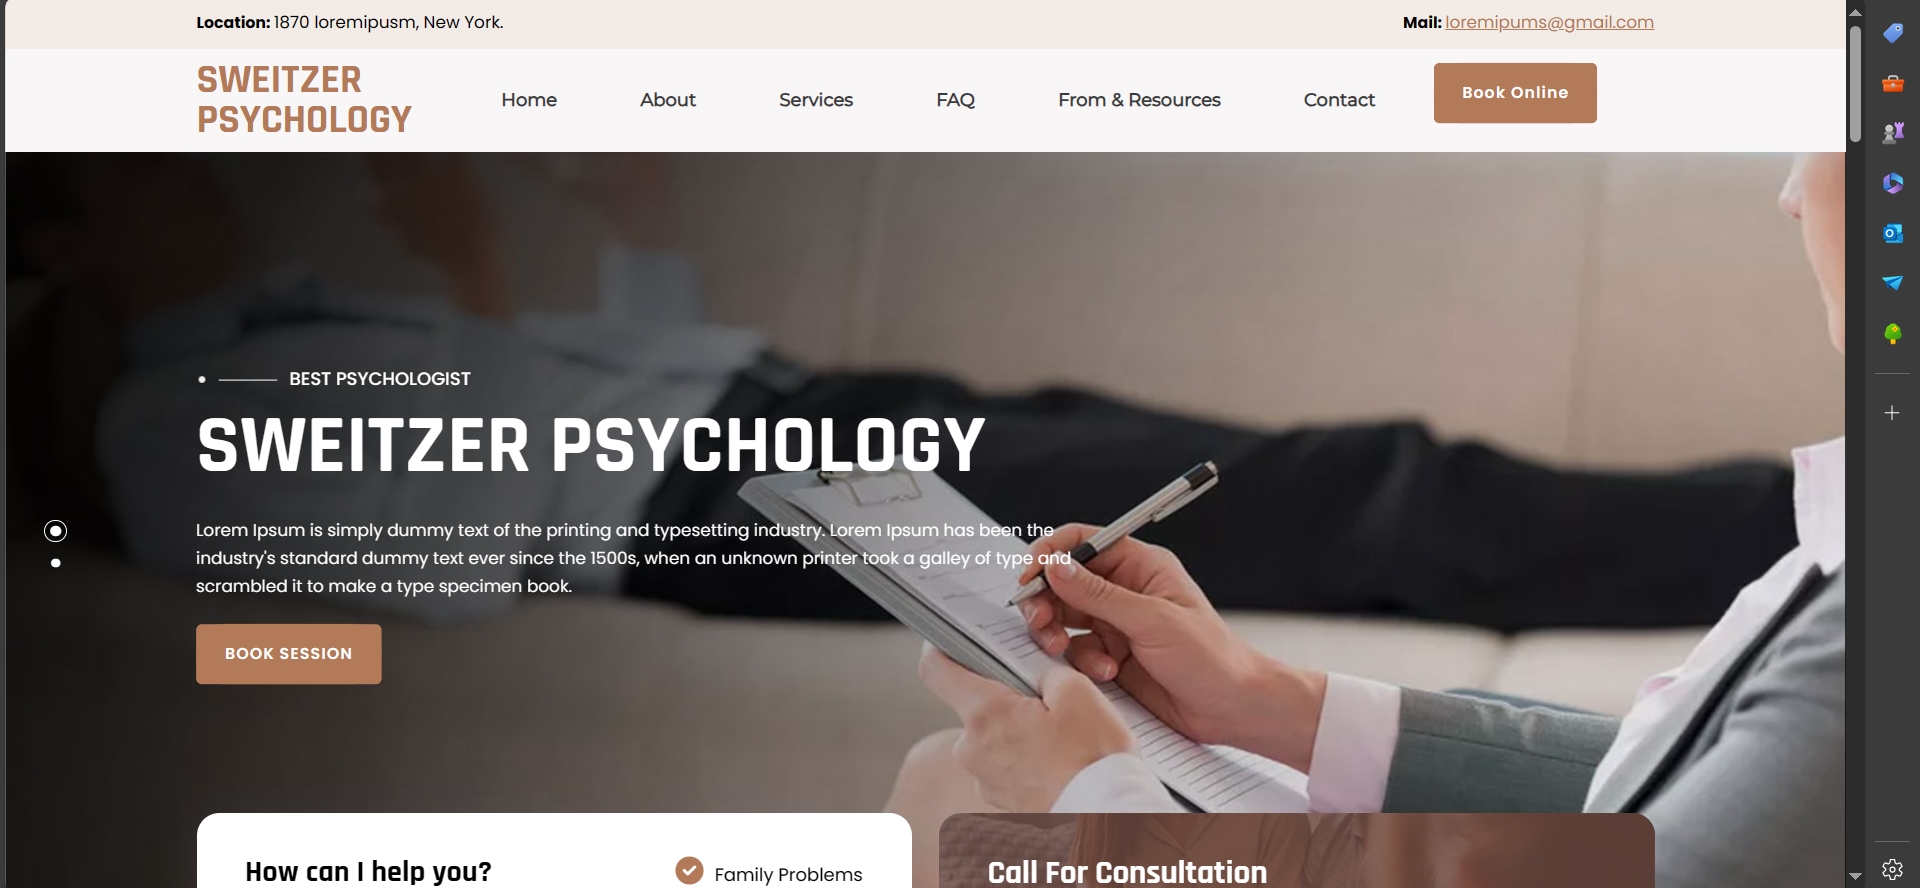 Location: 1870 loremipusm, New York.
Mail: loremipums@gmail.com
SWEITZER
PSYCHOLOGY
Home
About
Services
FAQ
From & Resources
Contact
Book Online
BEST PSYCHOLOGIST
SWEITZER PSYCHOLOGY
Lorem Ipsum is simply dummy text of the printing and typesetting industry. Lorem Ipsum has been the
industry's standard dummy text ever since the 1500s, when an unknown printer took a galley of type and
scrambled it to make a type specimen book.
BOOK SESSION
How can I help you?
Family Problems
Call For Consultation